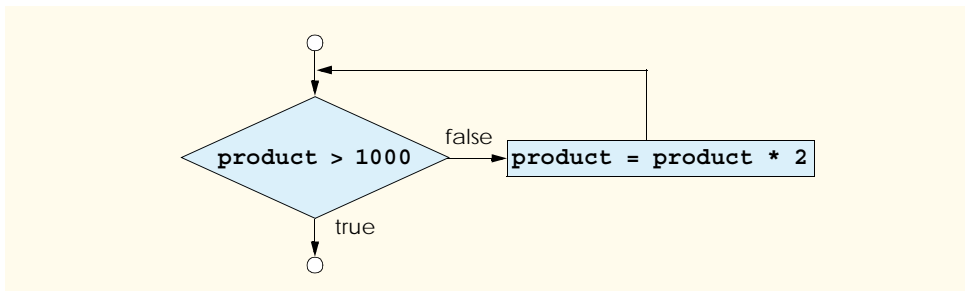 false
product > 1000
product = product * 2
true